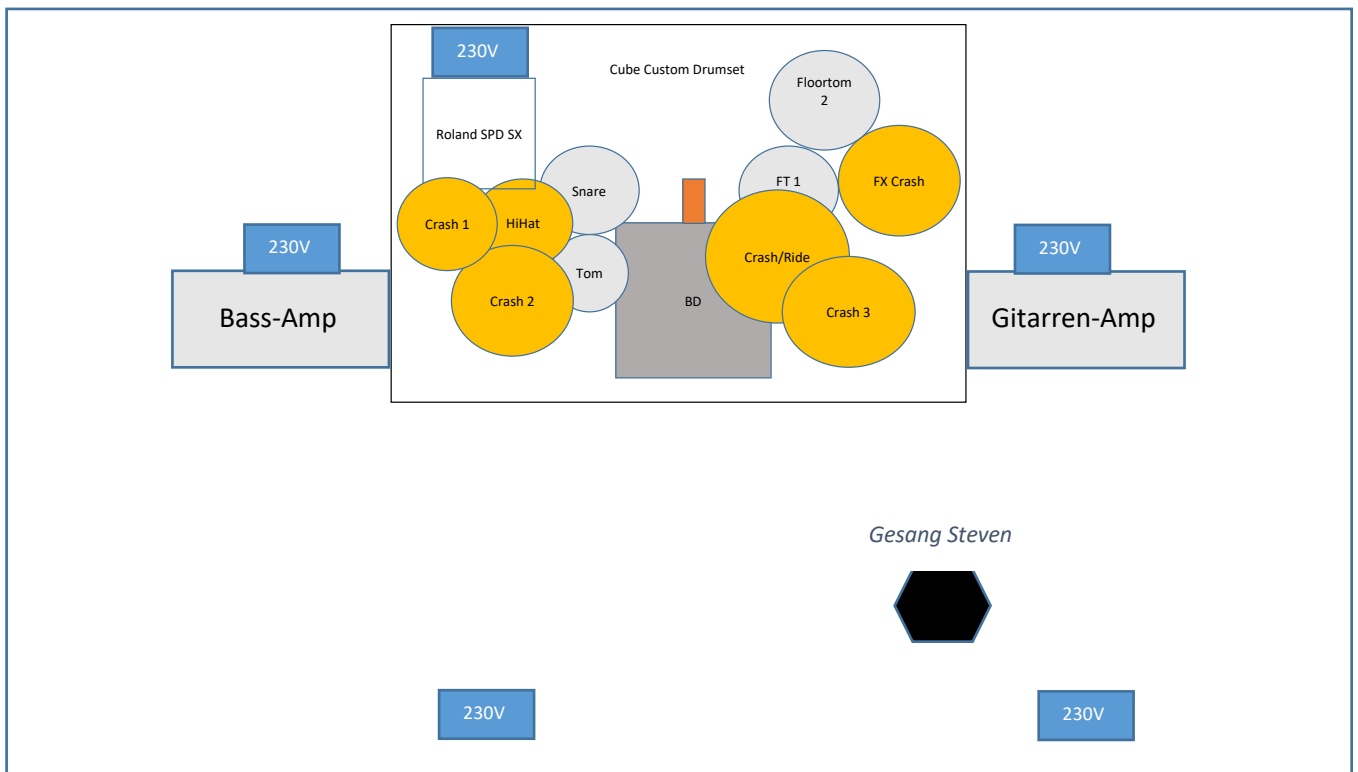 230V
Cube Custom Drumset
Floortom
2
Roland SPD SX
Snare
FT 1
FX Crash
Crash 1
HiHat
230V
230V
Crash/Ride
Tom
Crash 2
BD
Crash 3
Bass-Amp
Gitarren-Amp
Gesang Steven
230V
230V